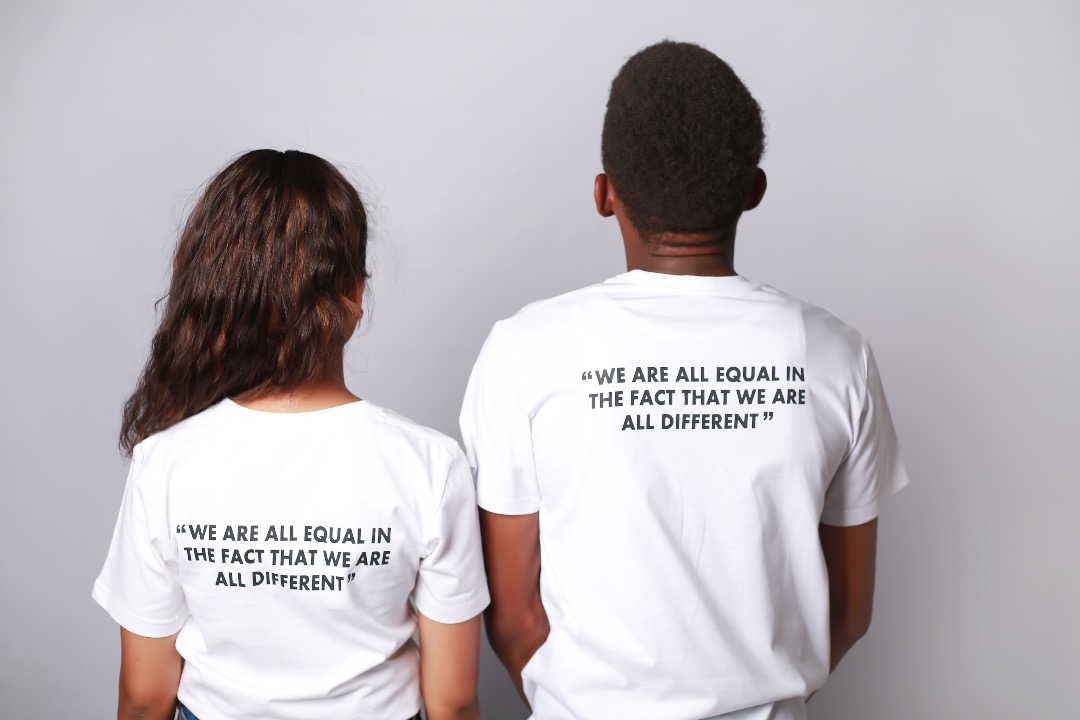 “WE ARE ALL EQUAL IN
THE FACT THAT WE ARE
ALL DIFFERENT”
“WE ARE ALL EQUAL IN
THE FACT THAT WE ARE
ALL DIFFERENT”